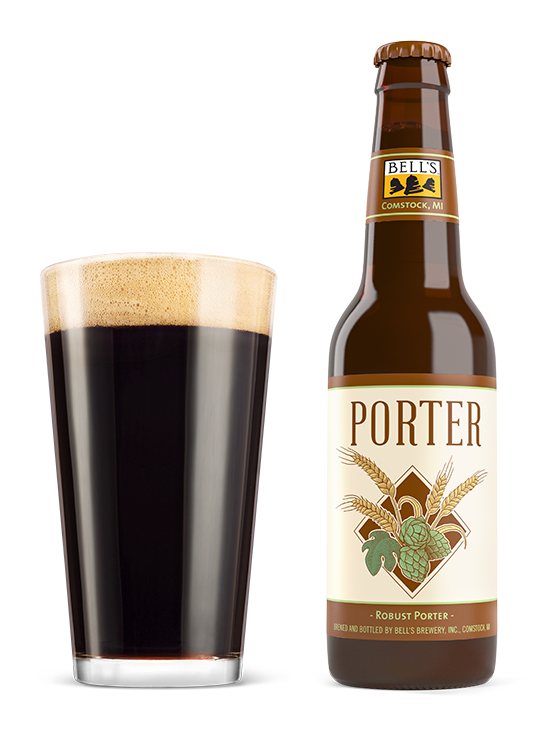 BELL'S
COMSTOCK, MI
PORTER
- ROBUST PORTER -
BREWED AND BOTTLED BY BELL'S BREWERY, INC., COMSTOCK, MI